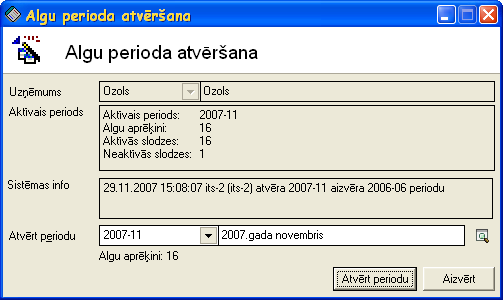 Algu perioda atvēršana
Algu perioda atvēršana
Uzņēmums Ozols Ozols
Aktīvais periods Aktīvais periods: 2007-11
Algu aprēķini: 16
Aktīvās slodzes: 16
Neaktīvās slodzes: 1
Sistēmas info 29.11.2007 15:08:07 its-2 (its-2) atvēra 2007-11 aizvēra 2006-06 periodu
Atvērt periodu 2007-11 2007.gada novembris
Algu aprēķini: 16
Atvērt periodu Aizvērt